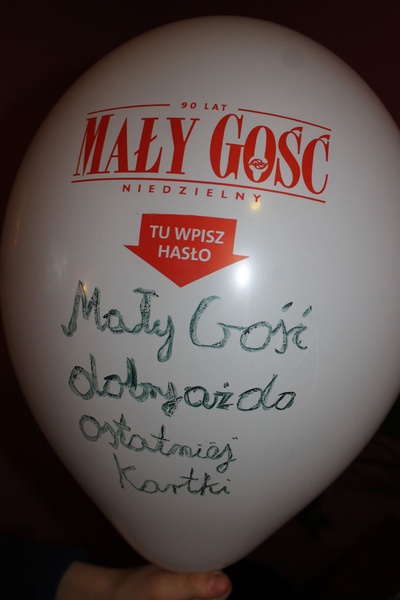 90 LAT
MAŁY GOŚĆ
NIEDZIELNY
TU WPISZ
HASŁO
Mały Gość
dobry aż do
ostatniej
kartki